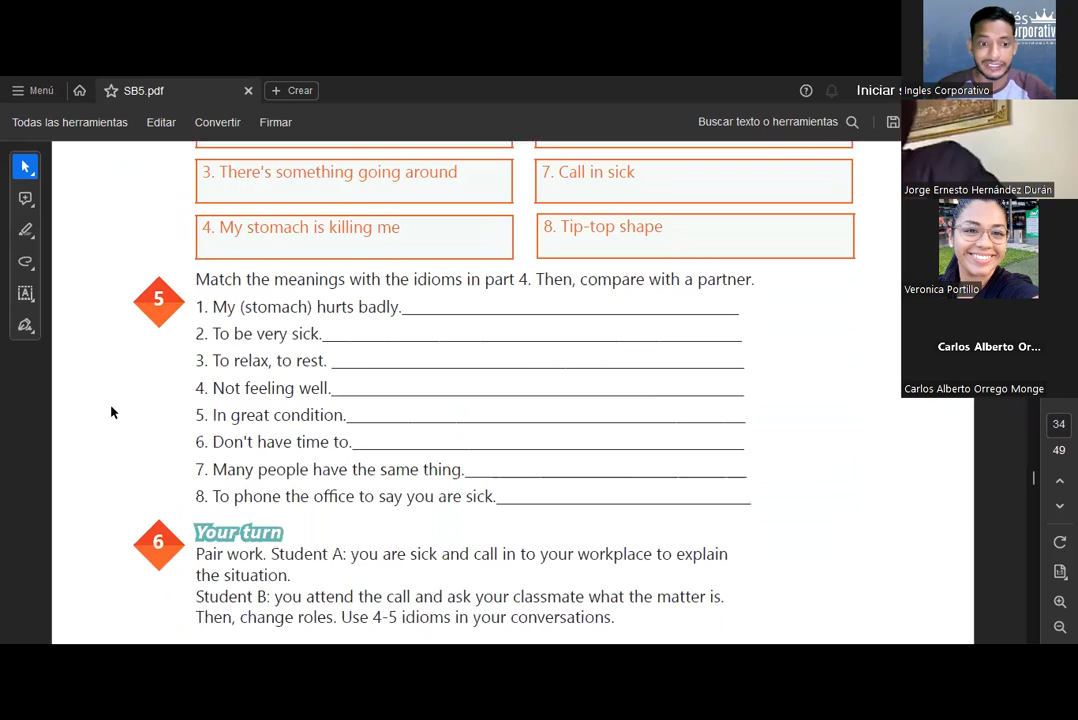 és
Corporativo
Menú
SB5.pdf
Crear
Iniciar s
Ingles Corporativo
Todas las herramientas
Editar
Convertir
Firmar
Buscar texto o herramientas
3. There's something going around
7. Call in sick
4. My stomach is killing me
8. Tip-top shape
Jorge Ernesto Hernández Durán
5
Match the meanings with the idioms in part 4. Then, compare with a partner.
1. My (stomach) hurts badly.
2. To be very sick.
3. To relax, to rest.
4. Not feeling well.
5. In great condition.
6. Don't have time to.
7. Many people have the same thing.
8. To phone the office to say you are sick.
Veronica Portillo
Carlos Alberto Or...
Carlos Alberto Orrego Monge
34
49
6
Your turn
Pair work. Student A: you are sick and call in to your workplace to explain
the situation.
Student B: you attend the call and ask your classmate what the matter is.
Then, change roles. Use 4-5 idioms in your conversations.